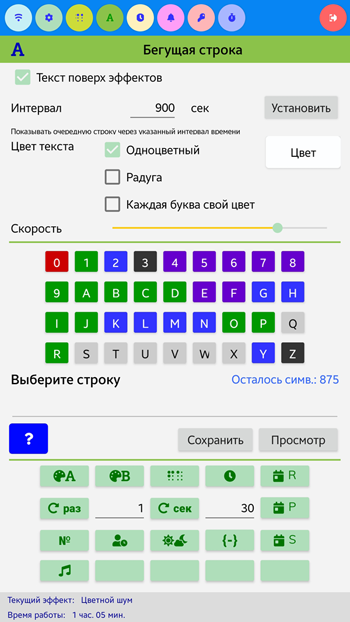 A
A Бегущая строка
Текст поверх эффектов
Интервал 900 сек Установить
Показывать очередную строку через указанный интервал времени
Цвет текста Одноцветный Цвет
Радуга
Каждая буква свой цвет
Скорость
0 1 2 3 4 5 6 7 8
9 A B C D E F G H
I J K L M N O P Q
R S T U V W X Y Z
Выберите строку Осталось симв.: 875
? Сохранить Просмотр
A B R
раз 1 сек 30 P
№ {-} S
Текущий эффект: Цветной шум
Время работы: 1 час. 05 мин.